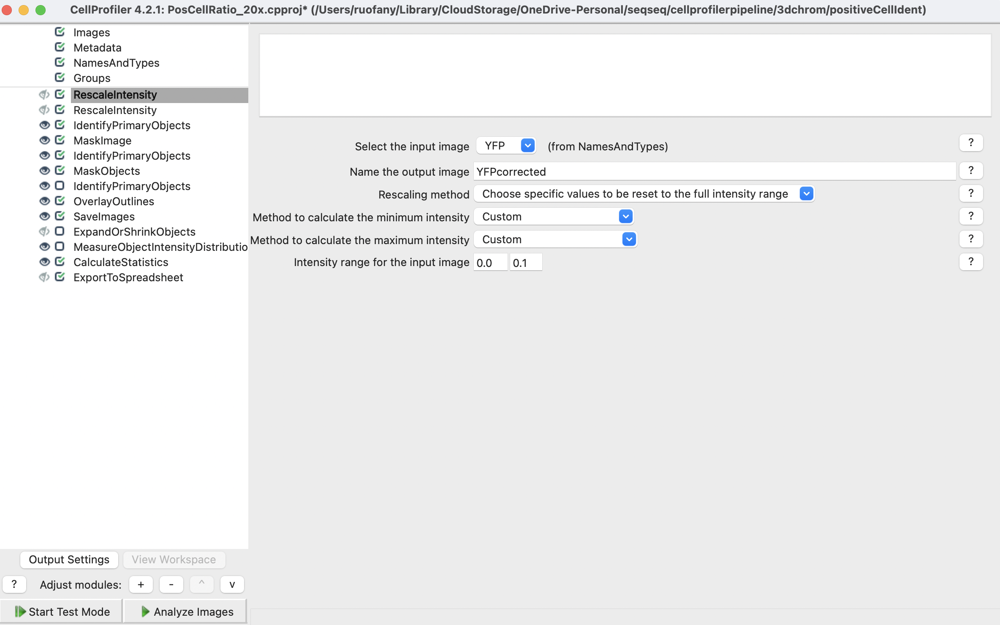 CellProfiler 4.2.1: PosCellRatio_20x.cpproj* (/Users/ruofany/Library/CloudStorage/OneDrive-Personal/seqseq/cellprofilerpipeline/3dchrom/positiveCellIdent)
Images
Metadata
NamesAndTypes
Groups
RescaleIntensity
RescaleIntensity
IdentifyPrimaryObjects
MaskImage
IdentifyPrimaryObjects
MaskObjects
IdentifyPrimaryObjects
OverlayOutlines
SaveImages
ExpandOrShrinkObjects
MeasureObjectIntensityDistributio
CalculateStatistics
ExportToSpreadsheet
Select the input image YFP (from NamesAndTypes) ?
Name the output image YFPcorrected ?
Rescaling method Choose specific values to be reset to the full intensity range ?
Method to calculate the minimum intensity Custom ?
Method to calculate the maximum intensity Custom ?
Intensity range for the input image 0.0 0.1 ?
Output Settings View Workspace
? Adjust modules: + - ^ v
Start Test Mode Analyze Images